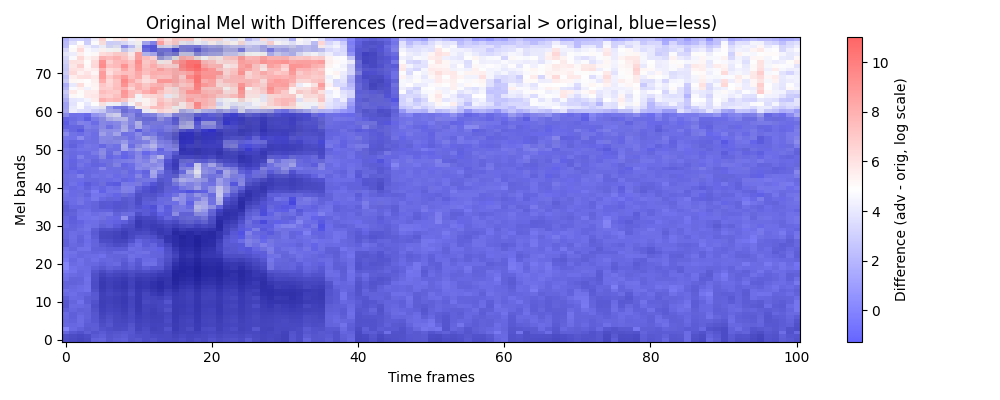 Original Mel with Differences (red=adversarial > original, blue=less)
Mel bands
70
60
50
40
30
20
10
0
0 20 40 60 80 100
Time frames
10
8
6
4
2
0
Difference (adv - orig, log scale)